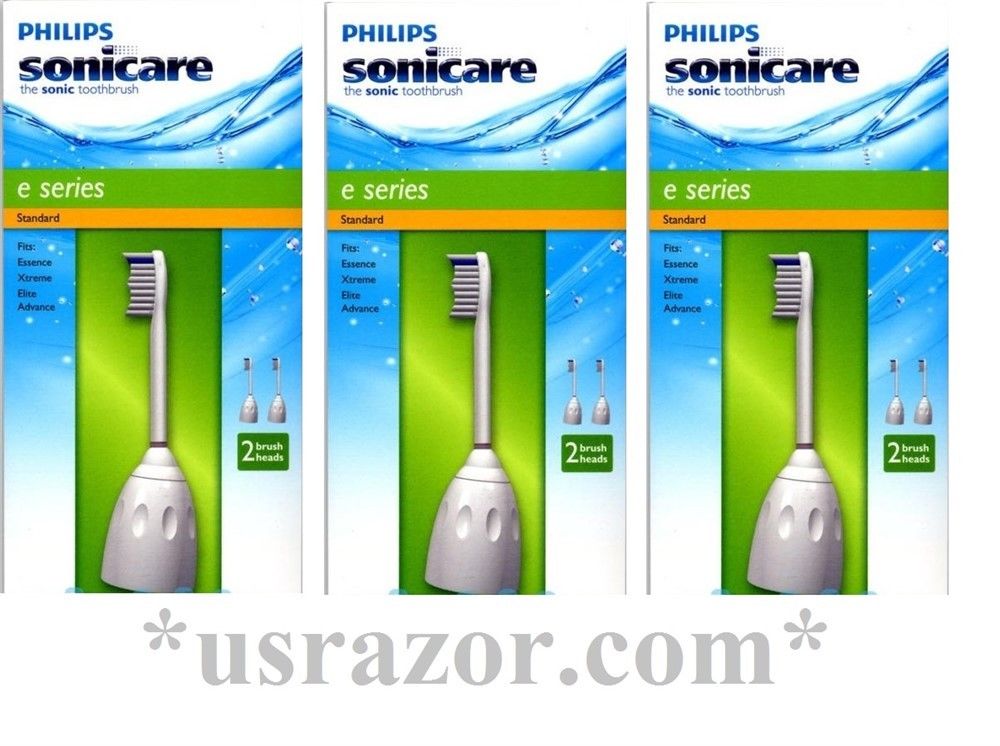 PHILIPS
sonicare
the sonic toothbrush
e series
Standard
Fits:
Essence
Xtreme
Elite
Advance
2 brush
heads
PHILIPS
sonicare
the sonic toothbrush
e series
Standard
Fits:
Essence
Xtreme
Elite
Advance
2 brush
heads
PHILIPS
sonicare
the sonic toothbrush
e series
Standard
Fits:
Essence
Xtreme
Elite
Advance
2 brush
heads
*usrazor.com*